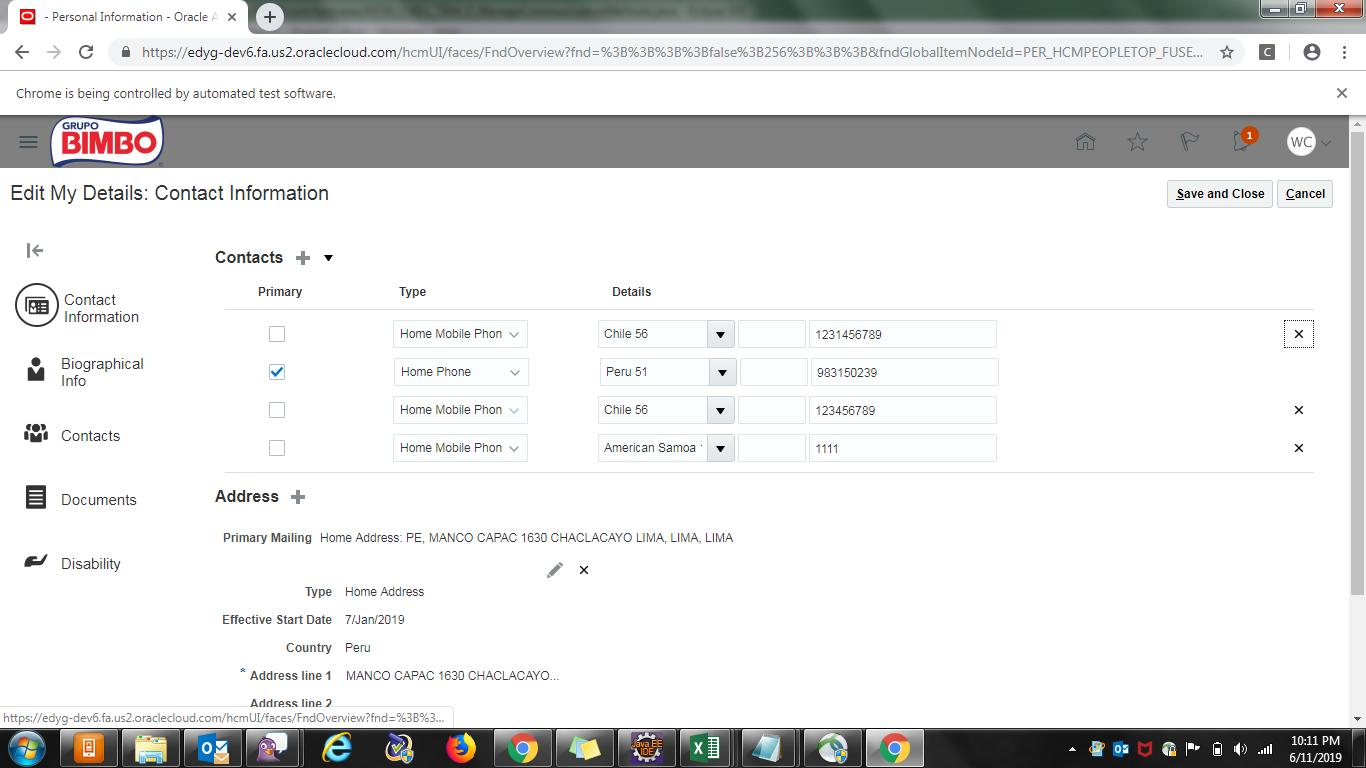 - Personal Information - Oracle A
https://edyg-dev6.fa.us2.oraclecloud.com/hcmUI/faces/FndOverview?fnd=%3B%3B%3B%3Bfalse%3B256%3B%3B%3B&fndGlobalItemNodeId=PER_HCMPEOPLETOP_FUSE...
C
Chrome is being controlled by automated test software.
GRUPO
BIMBO
1
WC
Edit My Details: Contact Information
Save and Close
Cancel
Contact
Information
Biographical
Info
Contacts
Documents
Disability
Contacts
Primary Type Details
Home Mobile Phon Chile 56 1231456789
Home Phone Peru 51 983150239
Home Mobile Phon Chile 56 123456789
Home Mobile Phon American Samoa 1111
Address
Primary Mailing Home Address: PE, MANCO CAPAC 1630 CHACLACAYO LIMA, LIMA, LIMA
Type Home Address
Effective Start Date 7/Jan/2019
Country Peru
* Address line 1 MANCO CAPAC 1630 CHACLACAYO...
Address line 2
https://edyg-dev6.fa.us2.oraclecloud.com/hcmUI/faces/FndOverview?fnd=%3B%3...
Java EE
IDE
10:11 PM
6/11/2019